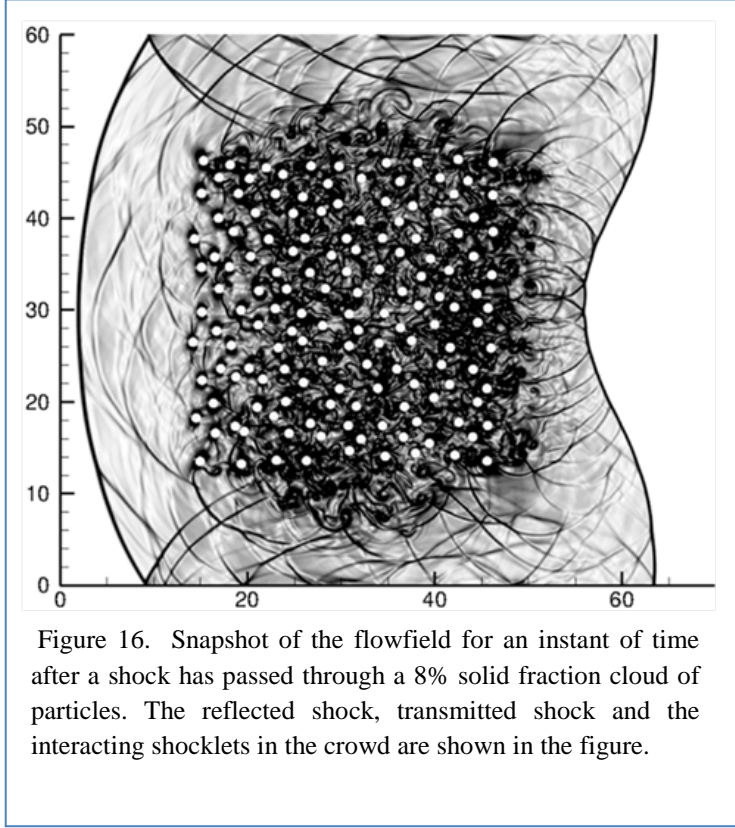 60
50
40
30
20
10
0
0 20 40 60
Figure 16. Snapshot of the flowfield for an instant of time
after a shock has passed through a 8% solid fraction cloud of
particles. The reflected shock, transmitted shock and the
interacting shocklets in the crowd are shown in the figure.